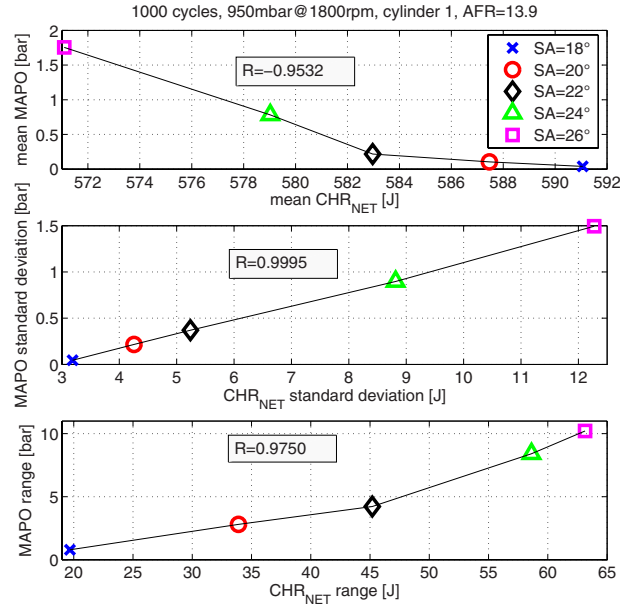 1000 cycles, 950mbar@1800rpm, cylinder 1, AFR=13.9
mean MAPO [bar]
2
1.5
1
0.5
0
R=−0.9532
SA=18°
SA=20°
SA=22°
SA=24°
SA=26°
572 574 576 578 580 582 584 586 588 590 592
mean CHR_NET [J]
MAPO standard deviation [bar]
1.5
1
0.5
0
R=0.9995
3 4 5 6 7 8 9 10 11 12
CHR_NET standard deviation [J]
MAPO range [bar]
10
5
0
R=0.9750
20 25 30 35 40 45 50 55 60 65
CHR_NET range [J]